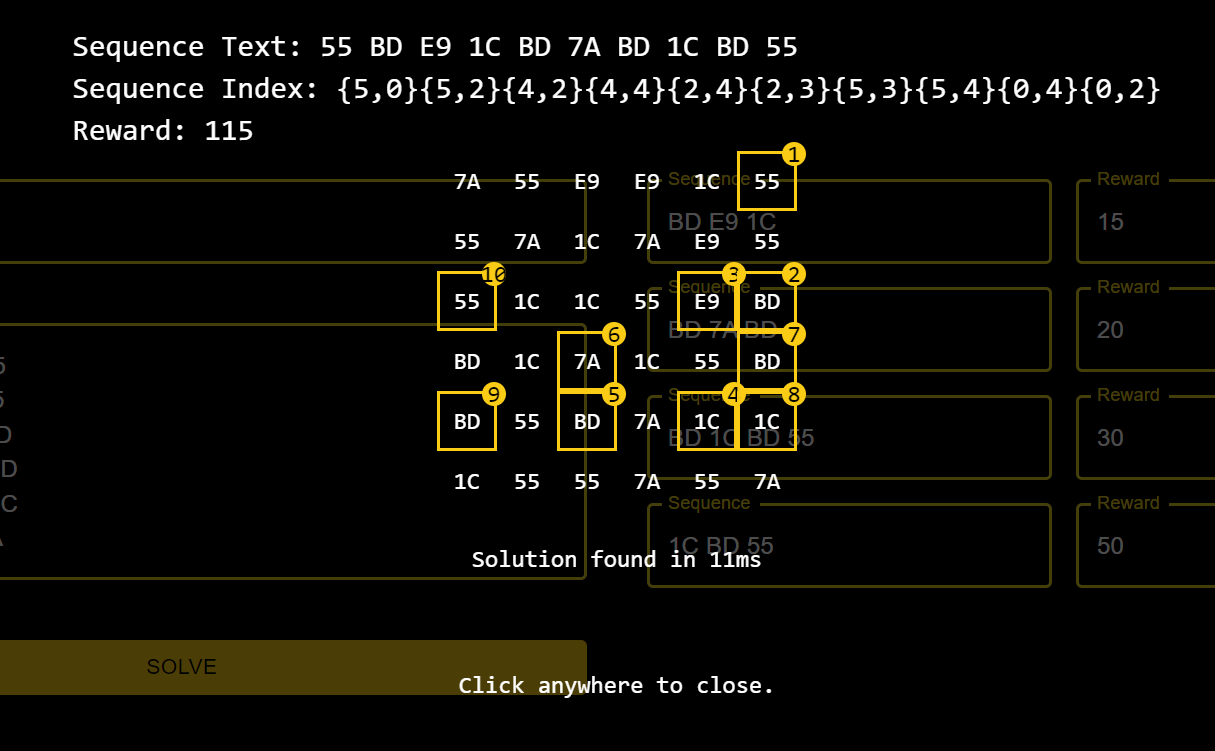 Sequence Text: 55 BD E9 1C BD 7A BD 1C BD 55
Sequence Index: {5,0}{5,2}{4,2}{4,4}{2,4}{2,3}{5,3}{5,4}{0,4}{0,2}
Reward: 115
1
7A 55 E9 E9 1C 55
Sequence Reward
BD E9 1C 15
55 7A 1C 7A E9 55
10 3 2
Sequence Reward
55 1C 1C 55 E9 BD
BD 7A BD 20
6 7
BD 1C 7A 1C 55 BD
9 5 4 8
Sequence Reward
BD 55 BD 7A 1C 1C
BD 1C BD 55 30
1C 55 55 7A 55 7A
Sequence Reward
1C BD 55 50
Solution found in 11ms
SOLVE
Click anywhere to close.